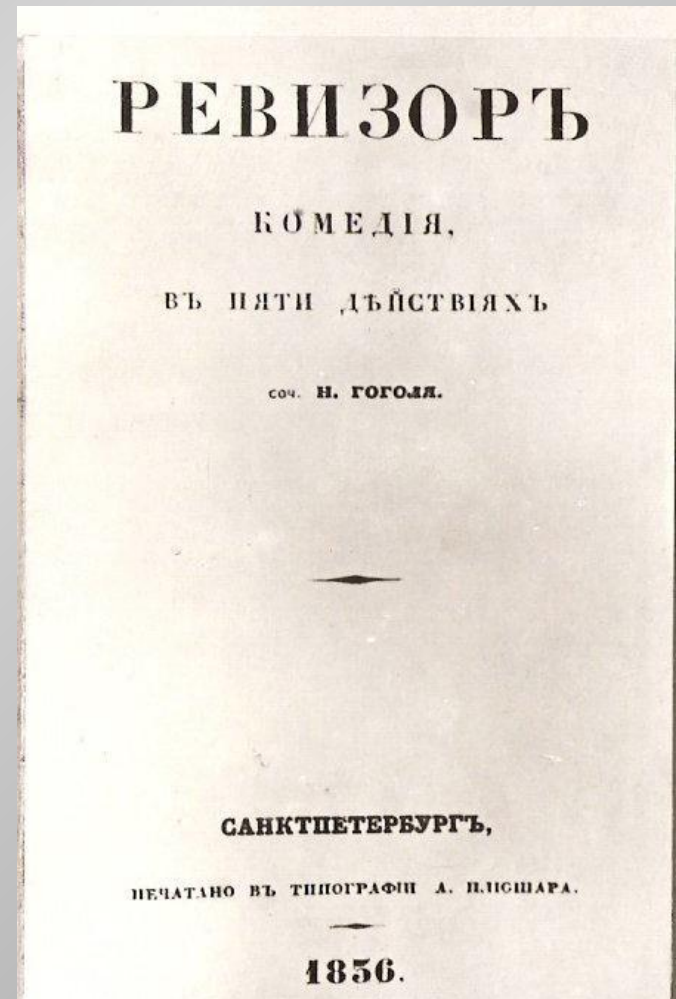 РЕВИЗОРЪ
КОМЕДІЯ,
ВЪ ПЯТИ ДѢЙСТВІЯХЪ
соч. Н. ГОГОЛЯ.
САНКТПЕТЕРБУРГЪ,
ПЕЧАТАНО ВЪ ТИПОГРАФІИ А. ПЛЮШАРА.
1836.